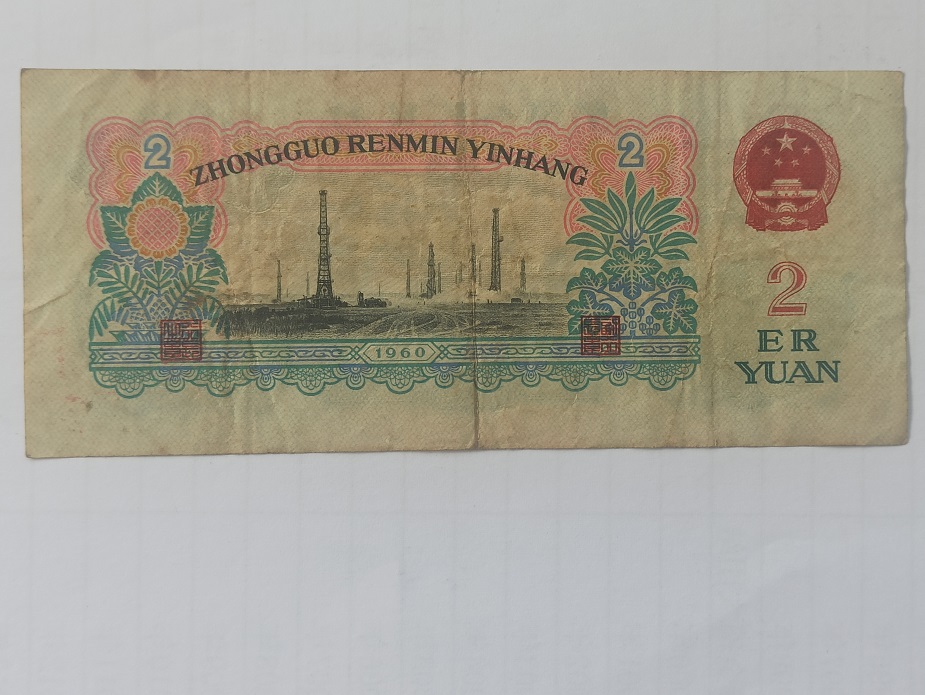 2
2
ZHONGGUO RENMIN YINHANG
1960
2
ER
YUAN